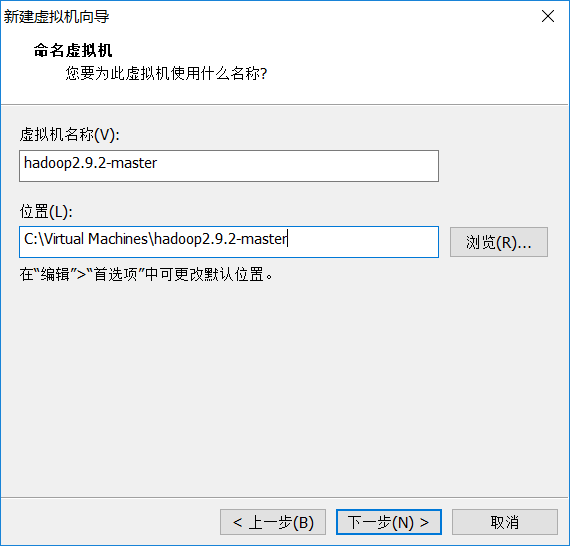 新建虚拟机向导
命名虚拟机
您要为此虚拟机使用什么名称?
虚拟机名称(V):
hadoop2.9.2-master
位置(L):
C:\Virtual Machines\hadoop2.9.2-master
浏览(R)...
在“编辑”>“首选项”中可更改默认位置。
< 上一步(B)
下一步(N) >
取消